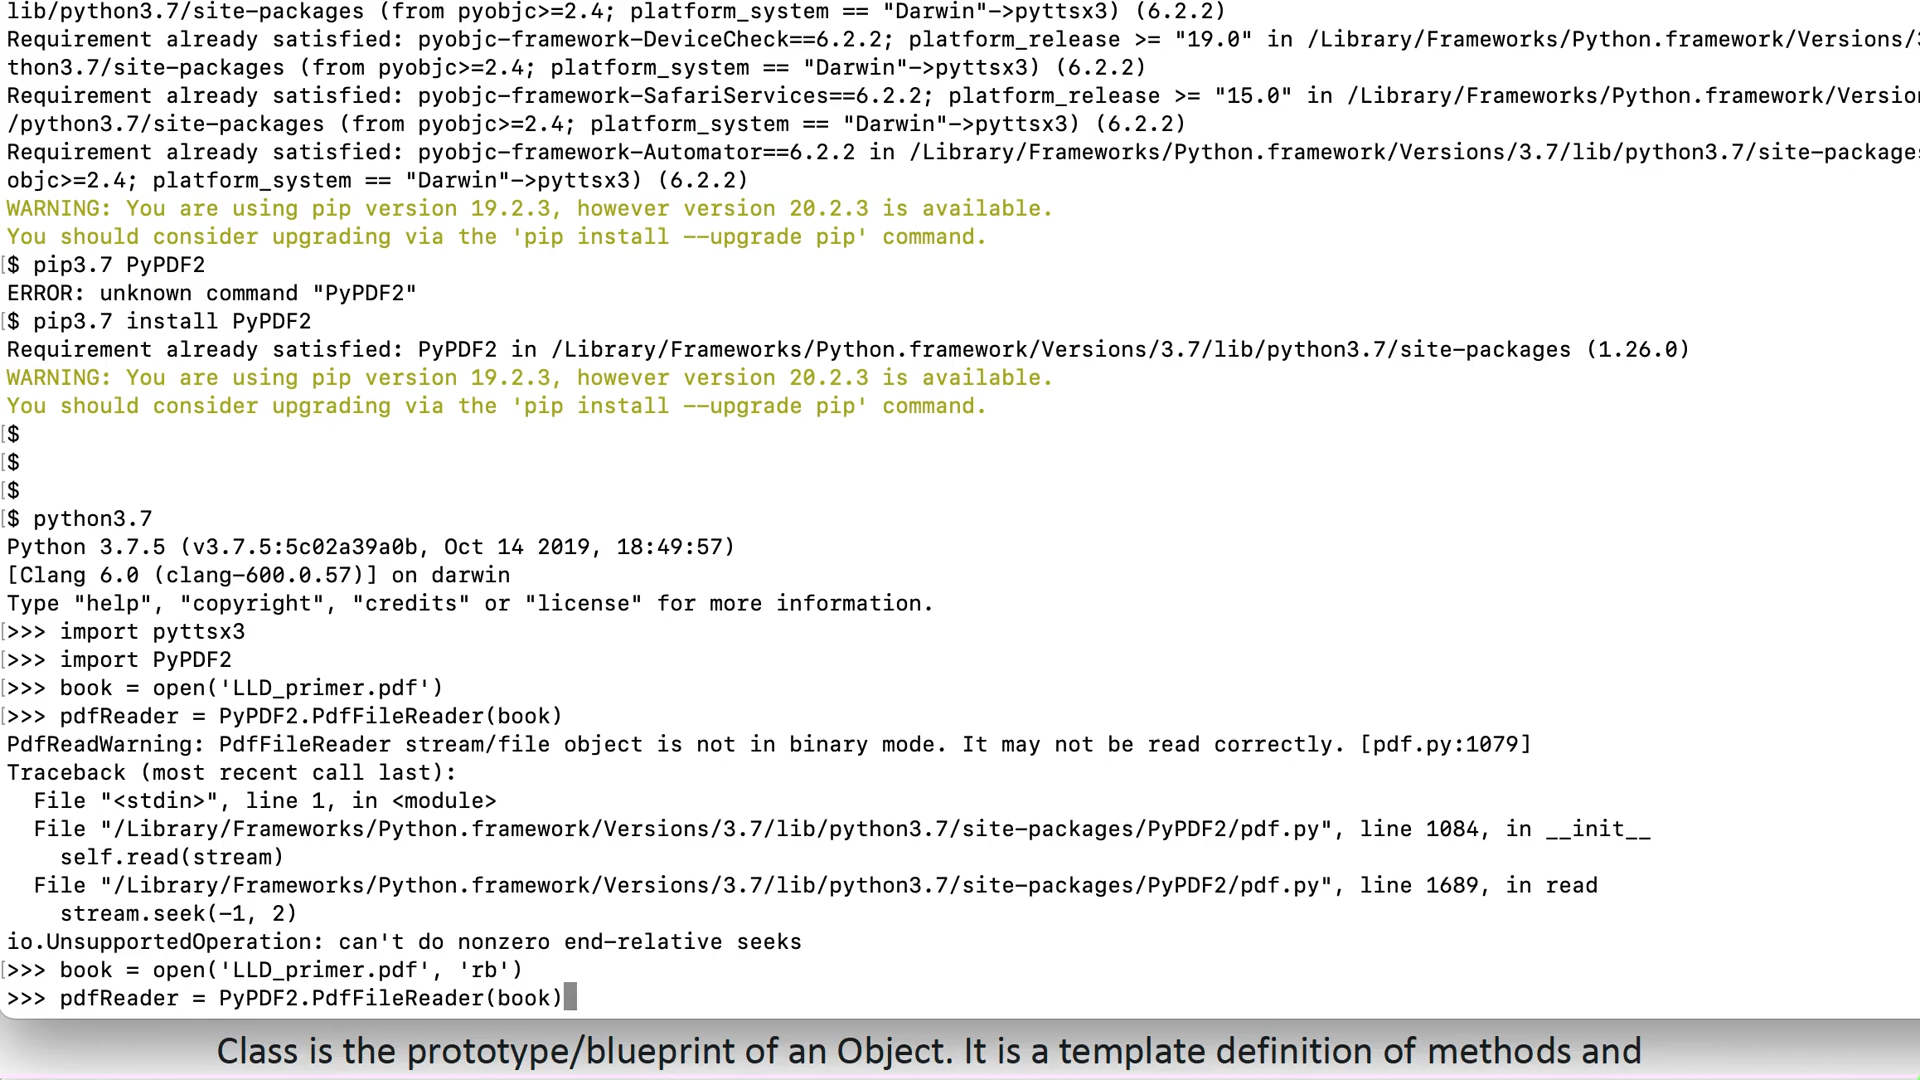 lib/python3.7/site-packages (from pyobjc>=2.4; platform_system == "Darwin"->pyttsx3) (6.2.2)
Requirement already satisfied: pyobjc-framework-DeviceCheck==6.2.2; platform_release >= "19.0" in /Library/Frameworks/Python.framework/Versions/3
thon3.7/site-packages (from pyobjc>=2.4; platform_system == "Darwin"->pyttsx3) (6.2.2)
Requirement already satisfied: pyobjc-framework-SafariServices==6.2.2; platform_release >= "15.0" in /Library/Frameworks/Python.framework/Version
/python3.7/site-packages (from pyobjc>=2.4; platform_system == "Darwin"->pyttsx3) (6.2.2)
Requirement already satisfied: pyobjc-framework-Automator==6.2.2 in /Library/Frameworks/Python.framework/Versions/3.7/lib/python3.7/site-packages
objc>=2.4; platform_system == "Darwin"->pyttsx3) (6.2.2)
WARNING: You are using pip version 19.2.3, however version 20.2.3 is available.
You should consider upgrading via the 'pip install --upgrade pip' command.
[$ pip3.7 PyPDF2
ERROR: unknown command "PyPDF2"
[$ pip3.7 install PyPDF2
Requirement already satisfied: PyPDF2 in /Library/Frameworks/Python.framework/Versions/3.7/lib/python3.7/site-packages (1.26.0)
WARNING: You are using pip version 19.2.3, however version 20.2.3 is available.
You should consider upgrading via the 'pip install --upgrade pip' command.
[$
[$
[$
[$ python3.7
Python 3.7.5 (v3.7.5:5c02a39a0b, Oct 14 2019, 18:49:57)
[Clang 6.0 (clang-600.0.57)] on darwin
Type "help", "copyright", "credits" or "license" for more information.
[>>> import pyttsx3
[>>> import PyPDF2
[>>> book = open('LLD_primer.pdf')
[>>> pdfReader = PyPDF2.PdfFileReader(book)
PdfReadWarning: PdfFileReader stream/file object is not in binary mode. It may not be read correctly. [pdf.py:1079]
Traceback (most recent call last):
  File "<stdin>", line 1, in <module>
  File "/Library/Frameworks/Python.framework/Versions/3.7/lib/python3.7/site-packages/PyPDF2/pdf.py", line 1084, in __init__
    self.read(stream)
  File "/Library/Frameworks/Python.framework/Versions/3.7/lib/python3.7/site-packages/PyPDF2/pdf.py", line 1689, in read
    stream.seek(-1, 2)
io.UnsupportedOperation: can't do nonzero end-relative seeks
[>>> book = open('LLD_primer.pdf', 'rb')
>>> pdfReader = PyPDF2.PdfFileReader(book)
Class is the prototype/blueprint of an Object. It is a template definition of methods and